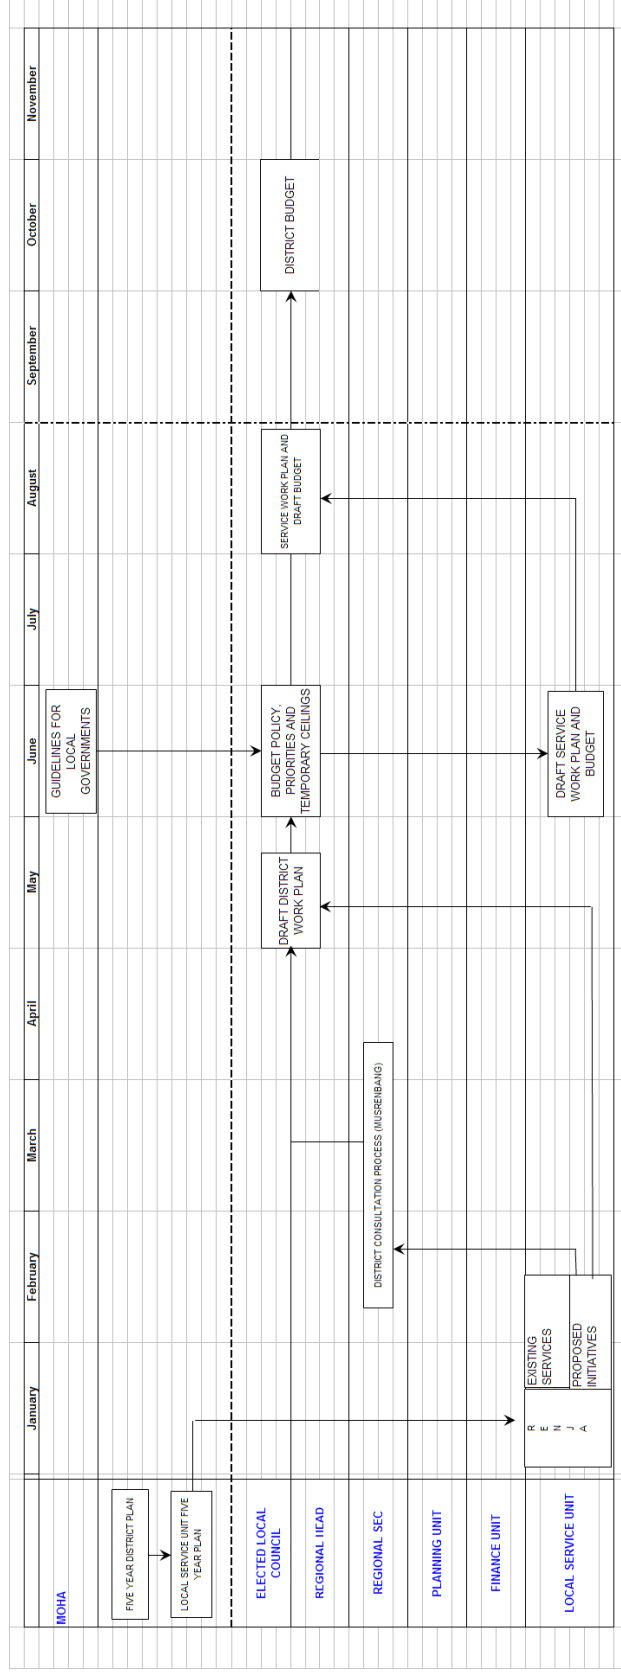 January
February
March
April
May
June
July
August
September
October
November
MOHA
GUIDELINES FOR
LOCAL
GOVERNMENTS
FIVE YEAR DISTRICT PLAN
LOCAL SERVICE UNIT FIVE
YEAR PLAN
ELECTED LOCAL
COUNCIL
REGIONAL HEAD
DRAFT DISTRICT
WORK PLAN
BUDGET POLICY,
PRIORITIES AND
TEMPORARY CEILINGS
SERVICE WORK PLAN AND
DRAFT BUDGET
DISTRICT BUDGET
REGIONAL SEC
DISTRICT CONSULTATION PROCESS (MUSRENBANG)
PLANNING UNIT
FINANCE UNIT
LOCAL SERVICE UNIT
R
E
N
J
A
EXISTING
SERVICES
PROPOSED
INITIATIVES
DRAFT SERVICE
WORK PLAN AND
BUDGET